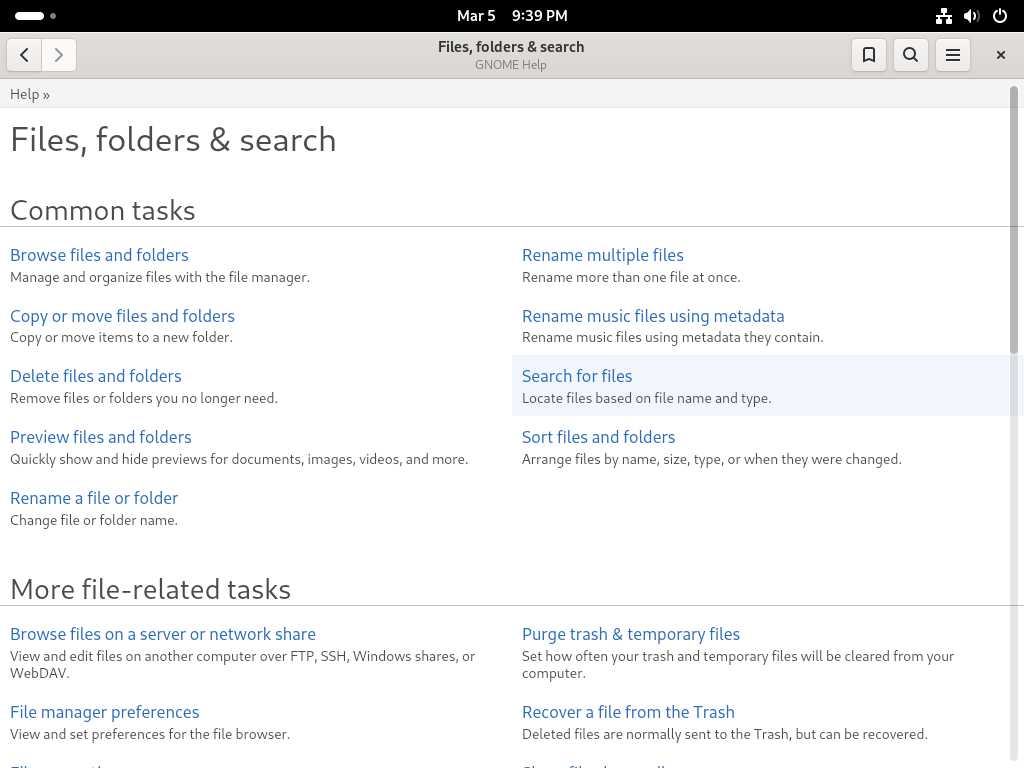 Mar 5 9:39 PM
Files, folders & search
GNOME Help
Help »
Files, folders & search
Common tasks
Browse files and folders
Manage and organize files with the file manager.
Copy or move files and folders
Copy or move items to a new folder.
Delete files and folders
Remove files or folders you no longer need.
Preview files and folders
Quickly show and hide previews for documents, images, videos, and more.
Rename a file or folder
Change file or folder name.
Rename multiple files
Rename more than one file at once.
Rename music files using metadata
Rename music files using metadata they contain.
Search for files
Locate files based on file name and type.
Sort files and folders
Arrange files by name, size, type, or when they were changed.
More file-related tasks
Browse files on a server or network share
View and edit files on another computer over FTP, SSH, Windows shares, or
WebDAV.
File manager preferences
View and set preferences for the file browser.
Purge trash & temporary files
Set how often your trash and temporary files will be cleared from your
computer.
Recover a file from the Trash
Deleted files are normally sent to the Trash, but can be recovered.